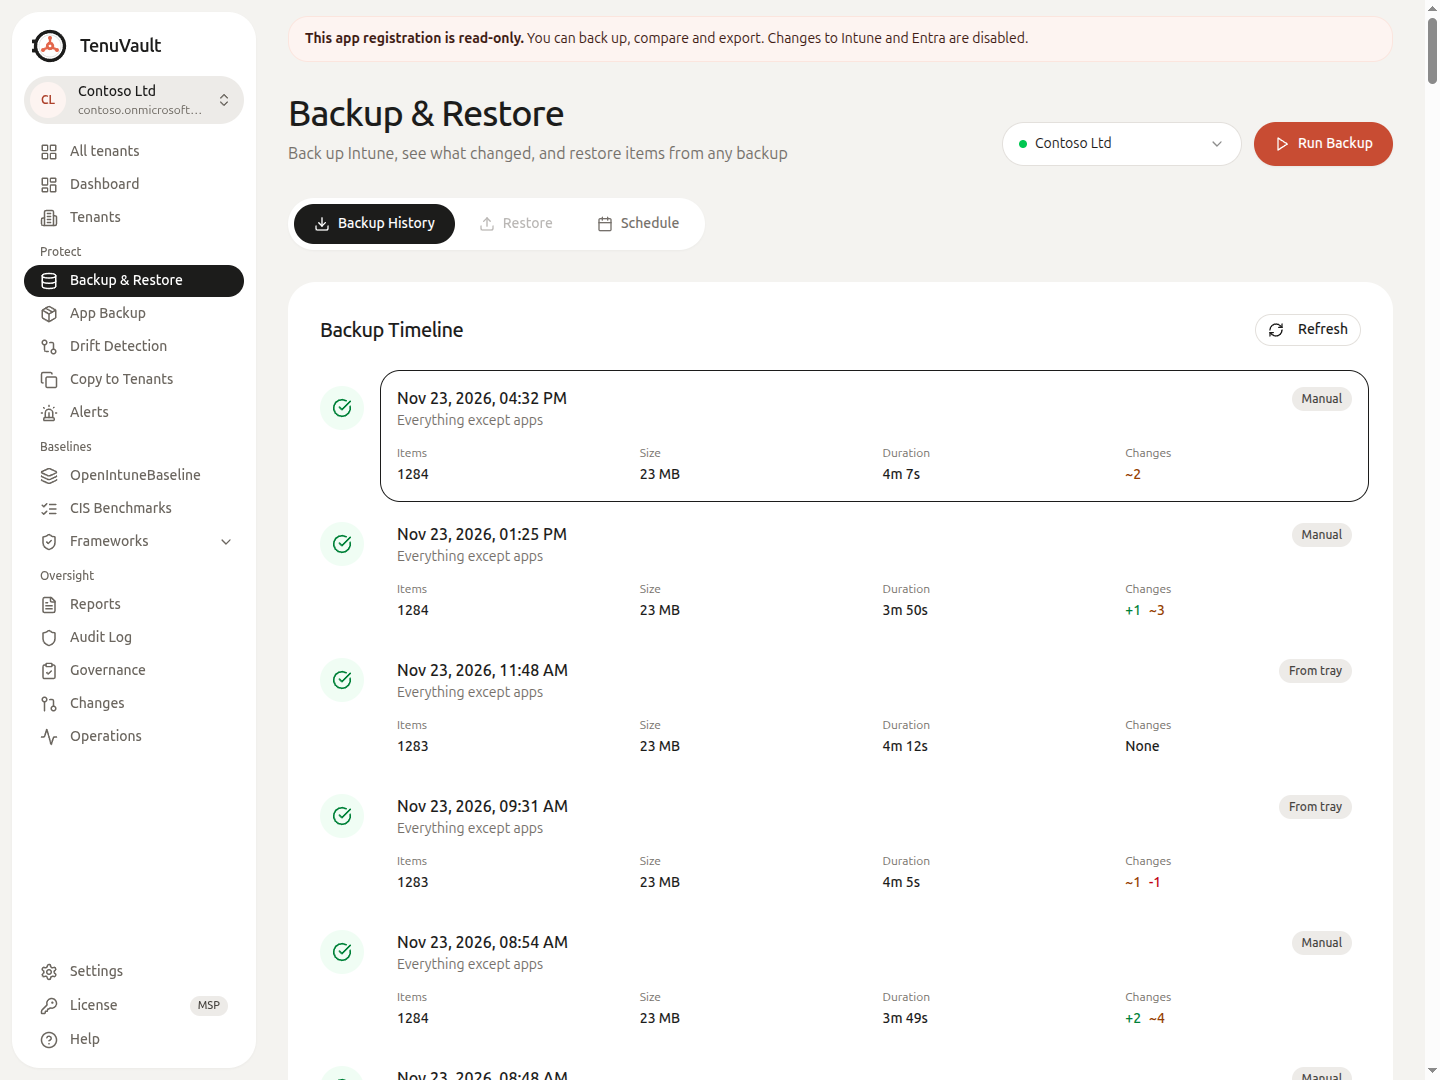 TenuVault
CL
Contoso Ltd
contoso.onmicrosoft...
All tenants
Dashboard
Tenants
Protect
Backup & Restore
App Backup
Drift Detection
Copy to Tenants
Alerts
Baselines
OpenIntuneBaseline
CIS Benchmarks
Frameworks
Oversight
Reports
Audit Log
Governance
Changes
Operations
Settings
License MSP
Help
This app registration is read-only. You can back up, compare and export. Changes to Intune and Entra are disabled.
Backup & Restore
Back up Intune, see what changed, and restore items from any backup
Contoso Ltd
Run Backup
Backup History Restore Schedule
Backup Timeline
Refresh
Nov 23, 2026, 04:32 PM Manual
Everything except apps
Items Size Duration Changes
1284 23 MB 4m 7s ~2
Nov 23, 2026, 01:25 PM Manual
Everything except apps
Items Size Duration Changes
1284 23 MB 3m 50s +1 ~3
Nov 23, 2026, 11:48 AM From tray
Everything except apps
Items Size Duration Changes
1283 23 MB 4m 12s None
Nov 23, 2026, 09:31 AM From tray
Everything except apps
Items Size Duration Changes
1283 23 MB 4m 5s ~1 -1
Nov 23, 2026, 08:54 AM Manual
Everything except apps
Items Size Duration Changes
1284 23 MB 3m 49s +2 ~4
Nov 23, 2026, 08:48 AM Manual